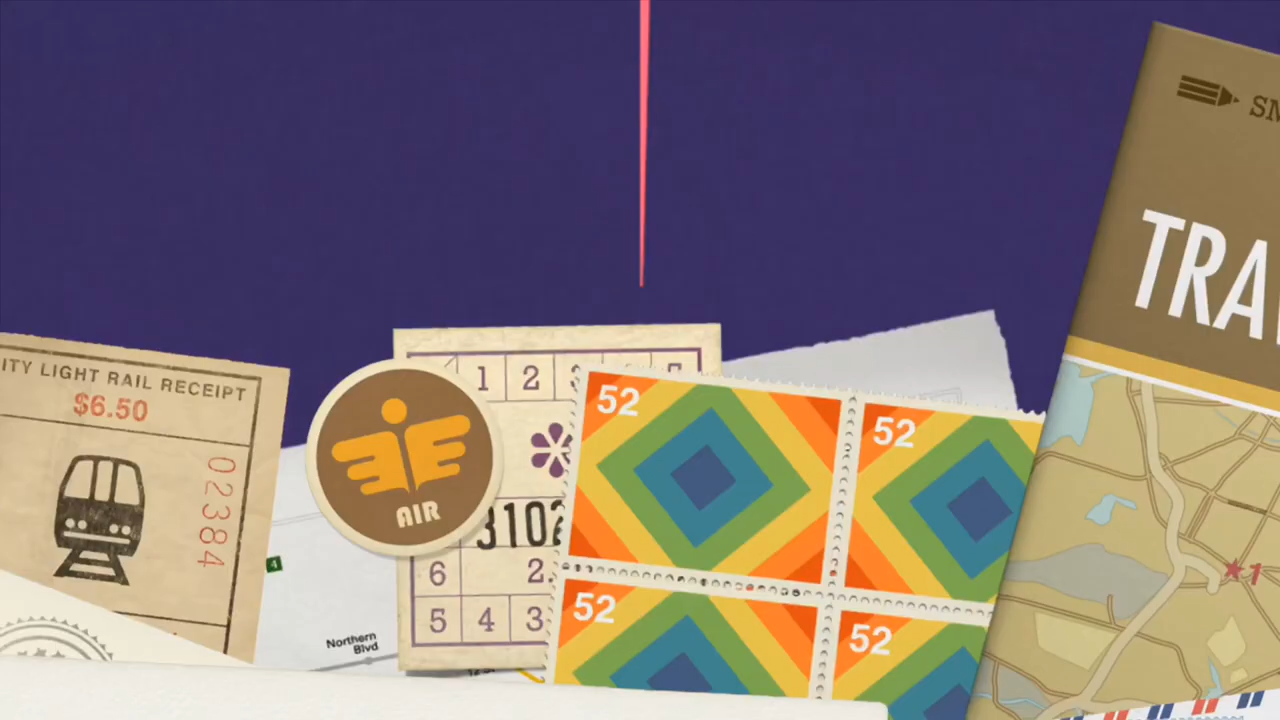 ITY LIGHT RAIL RECEIPT
$6.50
02384
AIR
1 2
3102
6 2
5 4 3
4
Northern
Blvd
52
52
52
52
SM
TRA
1